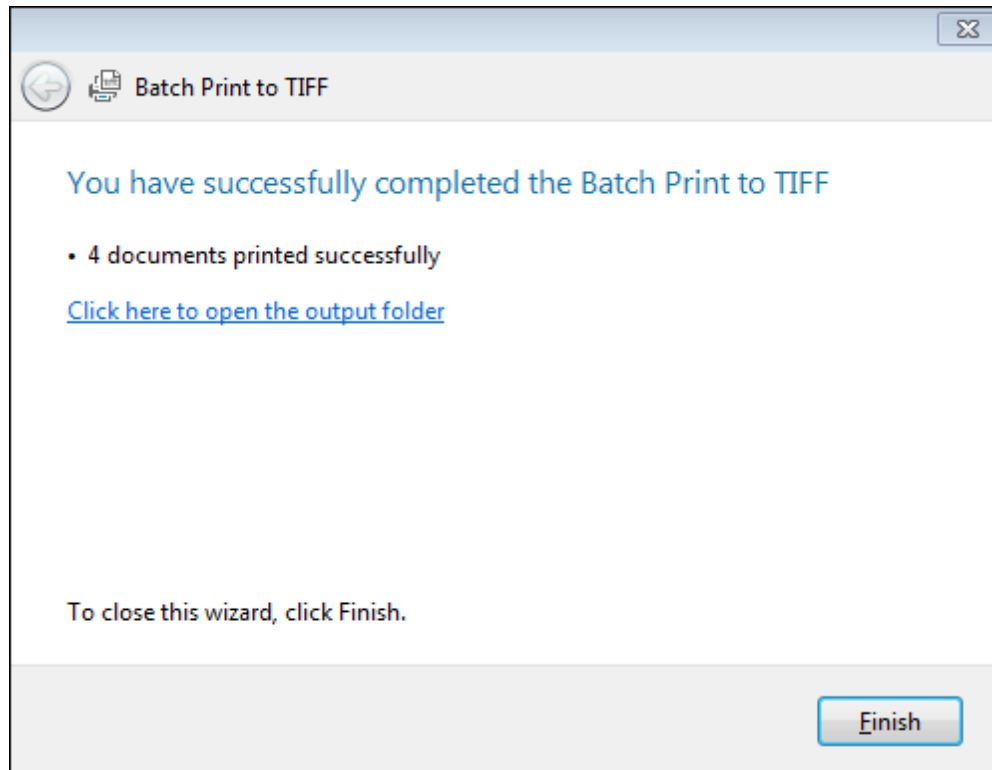 Batch Print to TIFF
You have successfully completed the Batch Print to TIFF
• 4 documents printed successfully
Click here to open the output folder
To close this wizard, click Finish.
Finish